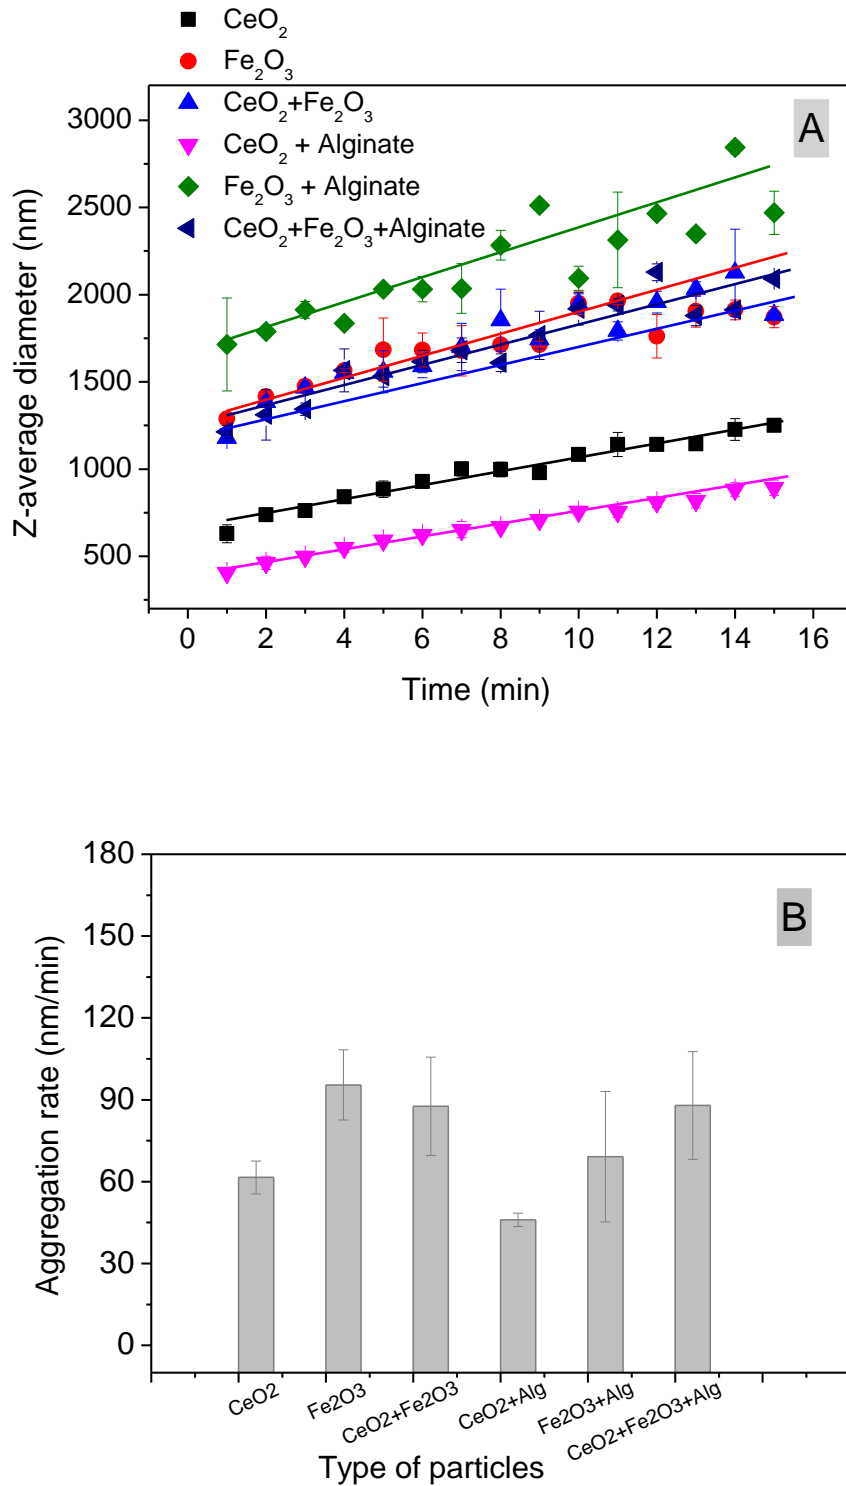 CeO2
Fe2O3
CeO2+Fe2O3
CeO2 + Alginate
Fe2O3 + Alginate
CeO2+Fe2O3+Alginate
A
3000
2500
2000
1500
1000
500
Z-average diameter (nm)
0 2 4 6 8 10 12 14 16
Time (min)
B
180
150
120
90
60
30
0
Aggregation rate (nm/min)
CeO2 Fe2O3 CeO2+Fe2O3 CeO2+Alg Fe2O3+Alg CeO2+Fe2O3+Alg
Type of particles